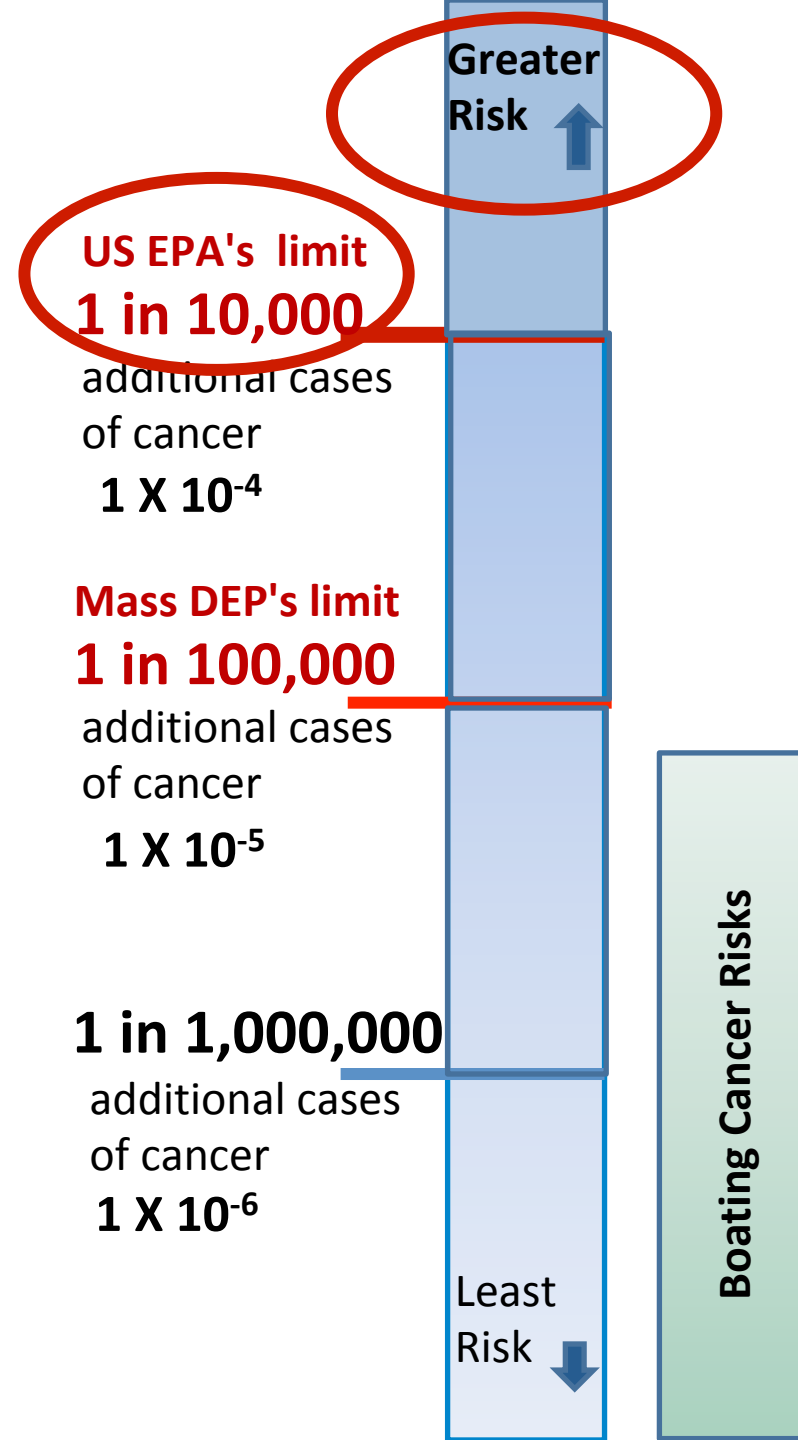 Greater
Risk
US EPA's limit
1 in 10,000
additional cases
of cancer
1 X 10⁻⁴
Mass DEP's limit
1 in 100,000
additional cases
of cancer
1 X 10⁻⁵
1 in 1,000,000
additional cases
of cancer
1 X 10⁻⁶
Least
Risk
Boating Cancer Risks